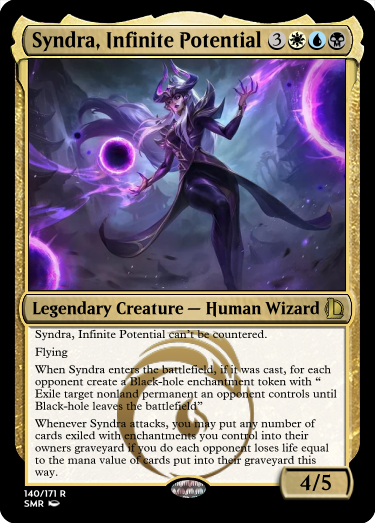 Syndra, Infinite Potential 3
Legendary Creature — Human Wizard
Syndra, Infinite Potential can't be countered.
Flying
When Syndra enters the battlefield, if it was cast, for each
opponent create a Black-hole enchantment token with “
Exile target nonland permanent an opponent controls until
Black-hole leaves the battlefield"
Whenever Syndra attacks, you may put any number of
cards exiled with enchantments you control into their
owners graveyard if you do each opponent loses life equal
to the mana value of cards put into their graveyard this
way.
4/5
140/171 R
SMR